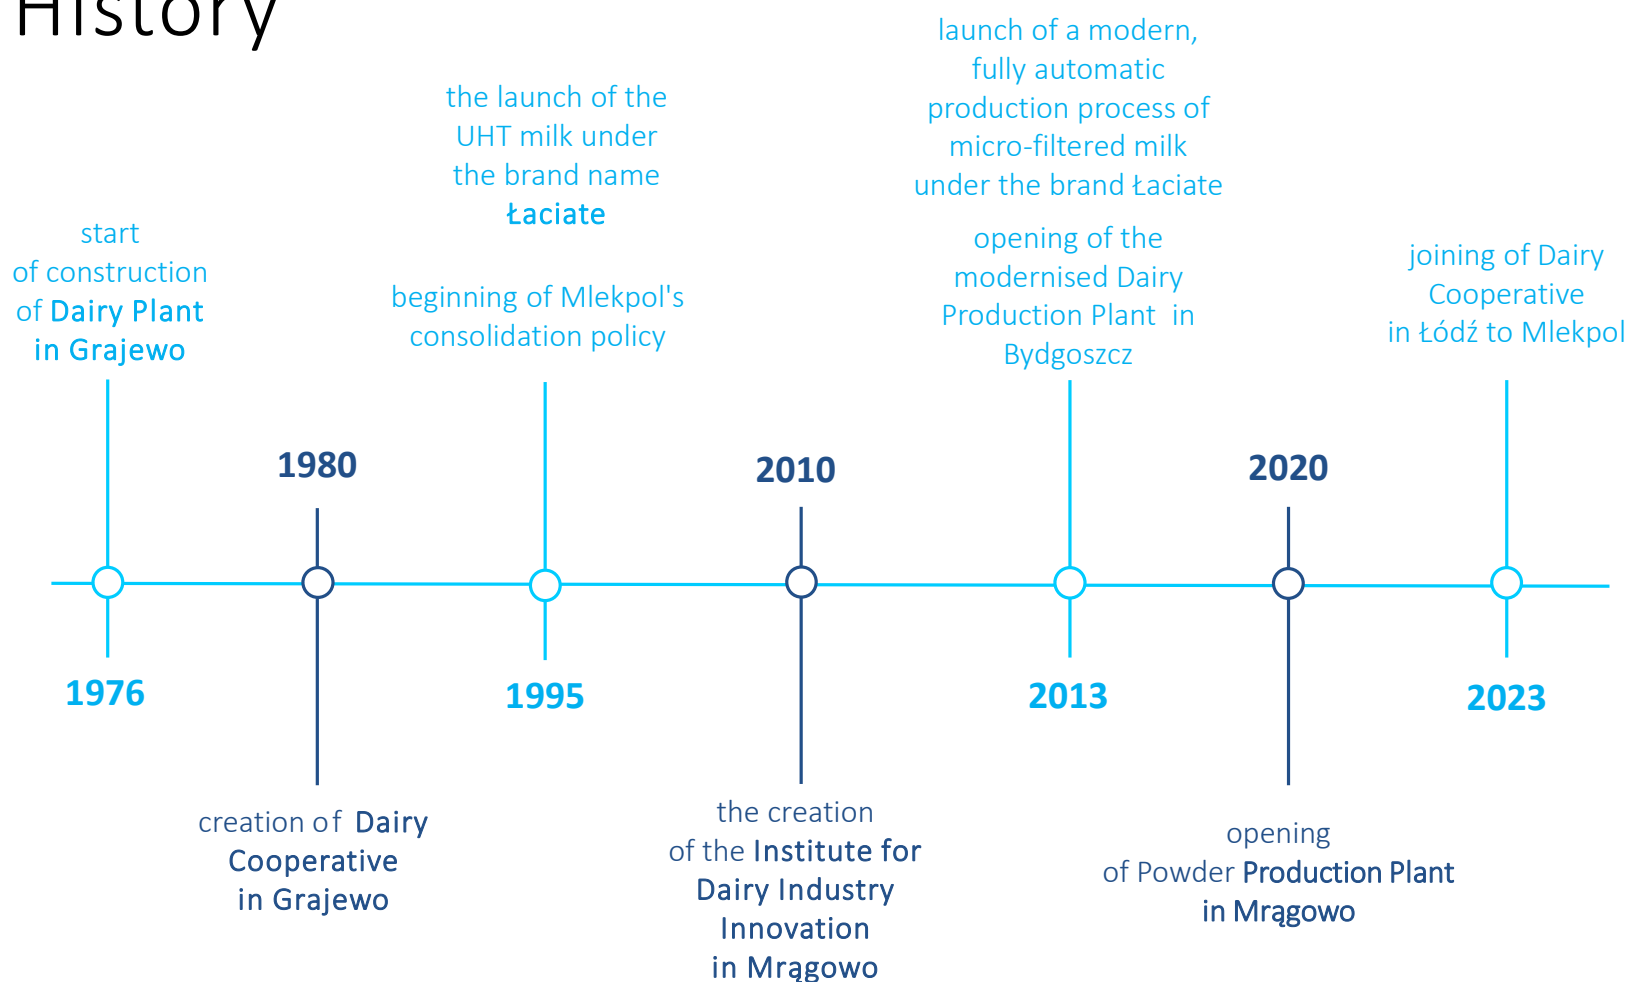 History
start
of construction
of Dairy Plant
in Grajewo
1976
1980
creation of Dairy
Cooperative
in Grajewo
the launch of the
UHT milk under
the brand name
Łaciate
beginning of Mlekpol's
consolidation policy
1995
2010
the creation
of the Institute for
Dairy Industry
Innovation
in Mrągowo
launch of a modern,
fully automatic
production process of
micro-filtered milk
under the brand Łaciate
opening of the
modernised Dairy
Production Plant in
Bydgoszcz
2013
2020
opening
of Powder Production Plant
in Mrągowo
joining of Dairy
Cooperative
in Łódź to Mlekpol
2023